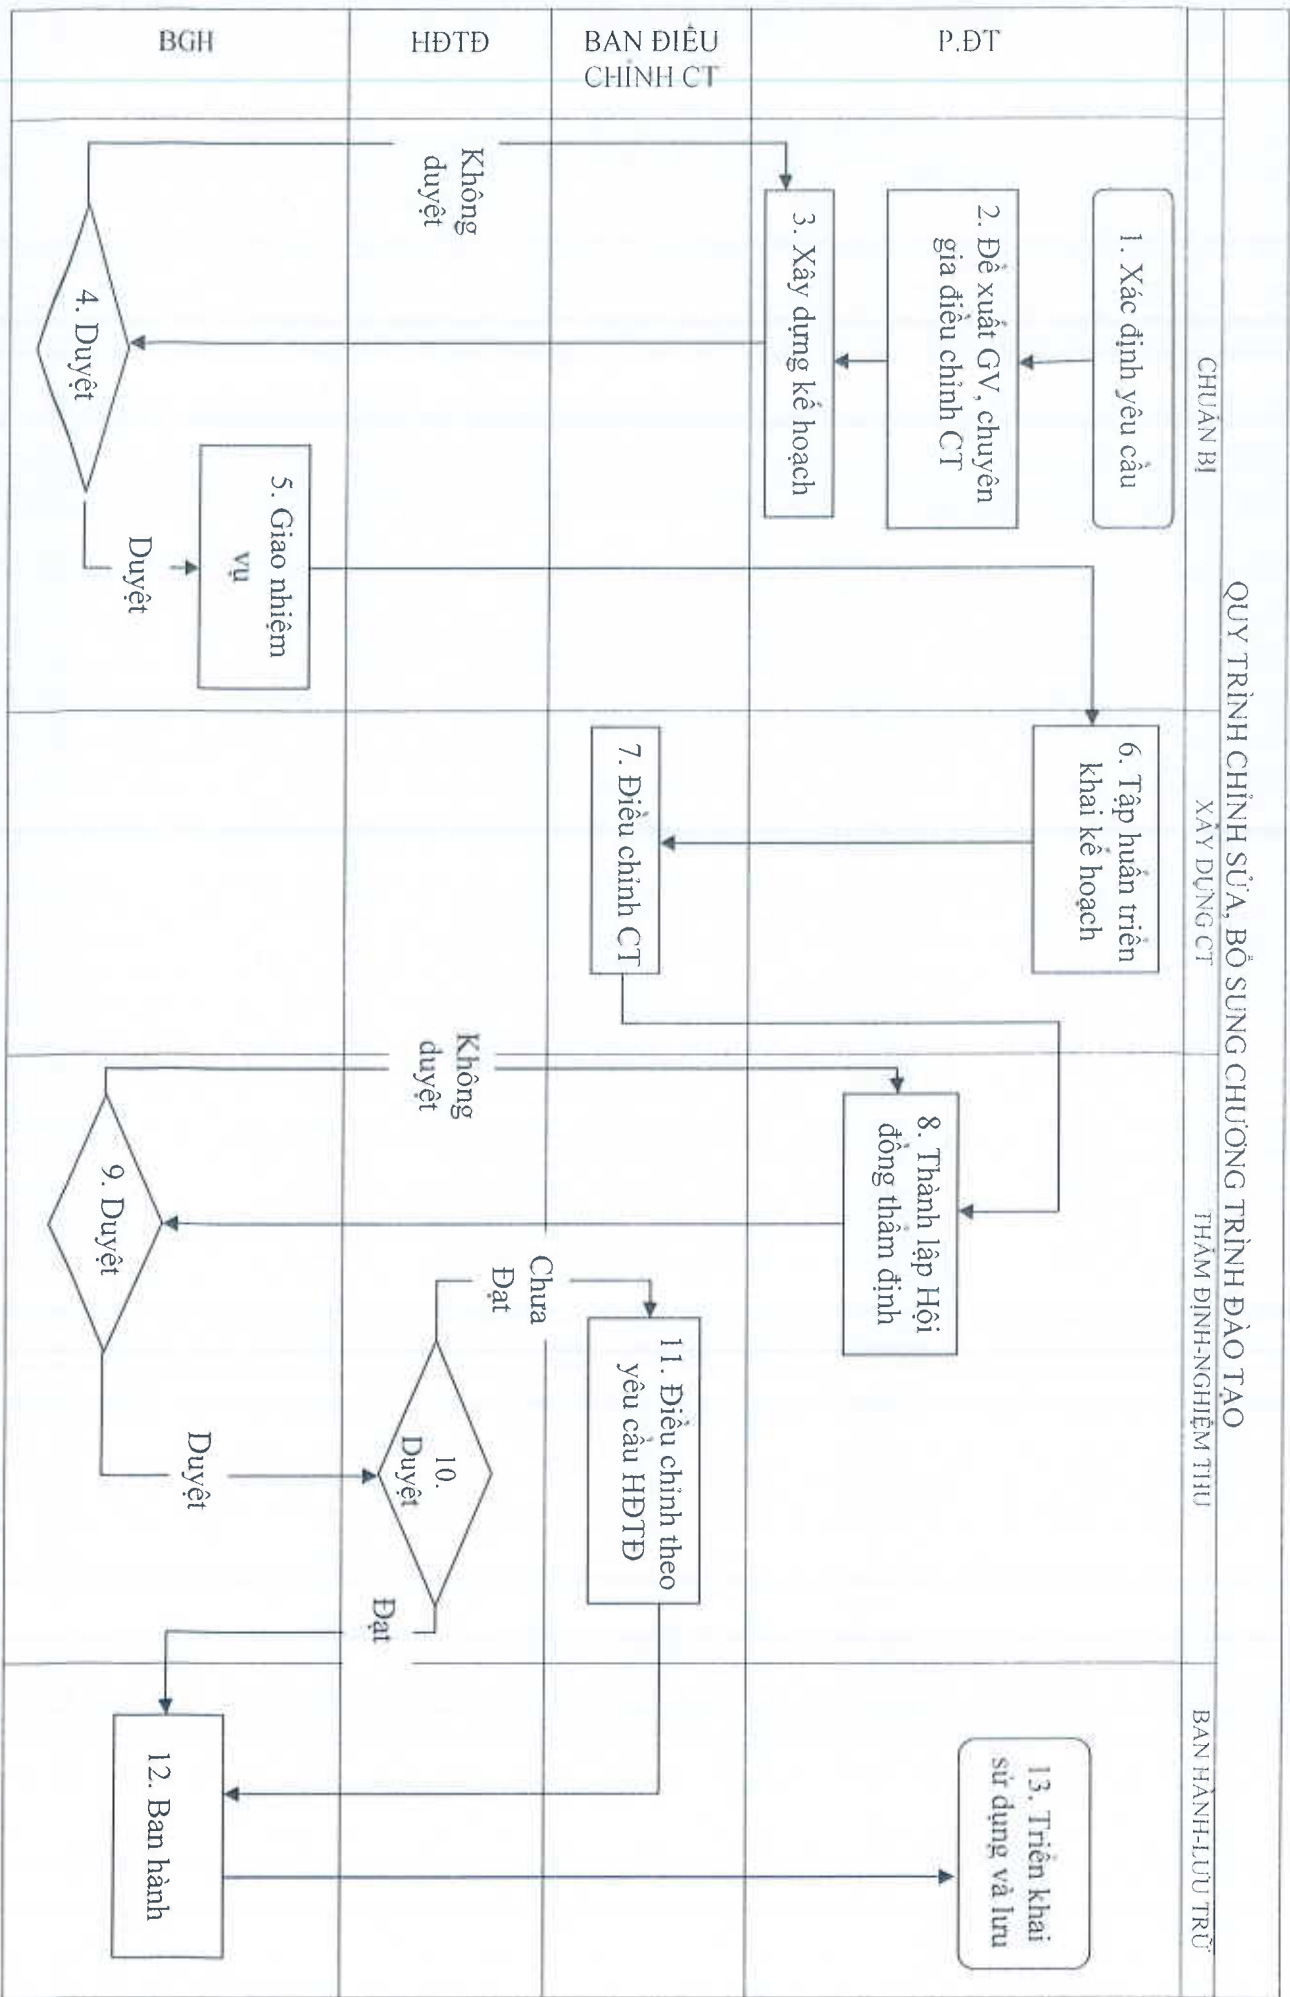 QUY TRÌNH CHỈNH SỬA, BỔ SUNG CHƯƠNG TRÌNH ĐÀO TẠO
CHUẨN BỊ
XÂY DỰNG CT
THẨM ĐỊNH-NGHIỆM THU
BAN HÀNH-LƯU TRỮ
P.ĐT
1. Xác định yêu cầu
2. Đề xuất GV, chuyên
gia điều chỉnh CT
3. Xây dựng kế hoạch
6. Tập huấn triển
khai kế hoạch
8. Thành lập Hội
đồng thẩm định
13. Triển khai
sử dụng và lưu
BAN ĐIỀU
CHỈNH CT
7. Điều chỉnh CT
11. Điều chỉnh theo
yêu cầu HĐTĐ
HĐTĐ
Không
duyệt
Không
duyệt
Chưa
Đạt
10.
Duyệt
Đạt
BGH
4. Duyệt
Duyệt
5. Giao nhiệm
vụ
9. Duyệt
Duyệt
12. Ban hành